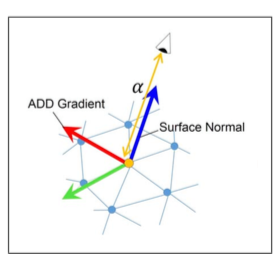 α
ADD Gradient
Surface Normal